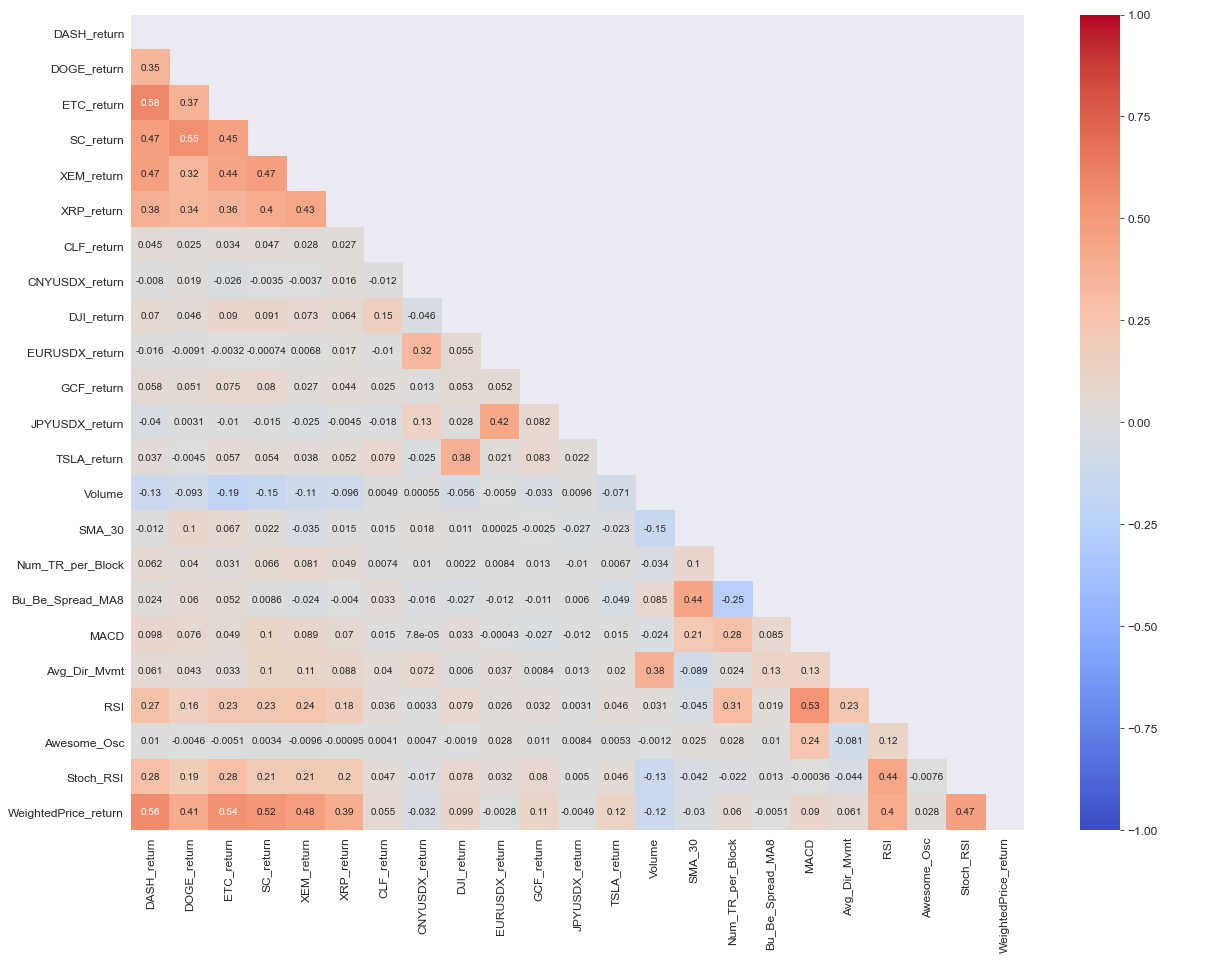 DASH_return
DOGE_return 0.35
ETC_return 0.58 0.37
SC_return 0.47 0.55 0.45
XEM_return 0.47 0.32 0.44 0.47
XRP_return 0.38 0.34 0.36 0.4 0.43
CLF_return 0.045 0.025 0.034 0.047 0.028 0.027
CNYUSDX_return -0.008 0.019 -0.026 -0.0035 -0.0037 0.016 -0.012
DJI_return 0.07 0.046 0.09 0.091 0.073 0.064 0.15 -0.046
EURUSDX_return -0.016 -0.0091 -0.0032 -0.00074 0.0068 0.017 -0.01 0.32 0.055
GCF_return 0.058 0.051 0.075 0.08 0.027 0.044 0.025 0.013 0.053 0.052
JPYUSDX_return -0.04 0.0031 -0.01 -0.015 -0.025 -0.0045 -0.018 0.13 0.028 0.42 0.082
TSLA_return 0.037 -0.0045 0.057 0.054 0.038 0.052 0.079 -0.025 0.38 0.021 0.083 0.022
Volume -0.13 -0.093 -0.19 -0.15 -0.11 -0.096 0.0049 0.00055 -0.056 -0.0059 -0.033 0.0096 -0.071
SMA_30 -0.012 0.1 0.067 0.022 -0.035 0.015 0.015 0.018 0.011 0.00025 -0.0025 -0.027 -0.023 -0.15
Num_TR_per_Block 0.062 0.04 0.031 0.066 0.081 0.049 0.0074 0.01 0.0022 0.0084 0.013 -0.01 0.0067 -0.034 0.1
Bu_Be_Spread_MA8 0.024 0.06 0.052 0.0086 -0.024 -0.004 0.033 -0.016 -0.027 -0.012 -0.011 0.006 -0.049 0.085 0.44 -0.25
MACD 0.098 0.076 0.049 0.1 0.089 0.07 0.015 7.8e-05 0.033 -0.00043 -0.027 -0.012 0.015 -0.024 0.21 0.28 0.085
Avg_Dir_Mvmt 0.061 0.043 0.033 0.1 0.11 0.088 0.04 0.072 0.006 0.037 0.0084 0.013 0.02 0.38 -0.089 0.024 0.13 0.13
RSI 0.27 0.16 0.23 0.23 0.24 0.18 0.036 0.0033 0.079 0.026 0.032 0.0031 0.046 0.031 -0.045 0.31 0.019 0.53 0.23
Awesome_Osc 0.01 -0.0046 -0.0051 0.0034 -0.0096 -0.00095 0.0041 0.0047 -0.0019 0.028 0.011 0.0084 0.0053 -0.0012 0.025 0.028 0.01 0.24 -0.081 0.12
Stoch_RSI 0.28 0.19 0.28 0.21 0.21 0.2 0.047 -0.017 0.078 0.032 0.08 0.005 0.046 -0.13 -0.042 -0.022 0.013 -0.00036 -0.044 0.44 -0.0076
WeightedPrice_return 0.56 0.41 0.54 0.52 0.48 0.39 0.055 -0.032 0.099 -0.0028 0.11 -0.0049 0.12 -0.12 -0.03 0.06 -0.0051 0.09 0.061 0.4 0.028 0.47
DASH_return
DOGE_return
ETC_return
SC_return
XEM_return
XRP_return
CLF_return
CNYUSDX_return
DJI_return
EURUSDX_return
GCF_return
JPYUSDX_return
TSLA_return
Volume
SMA_30
Num_TR_per_Block
Bu_Be_Spread_MA8
MACD
Avg_Dir_Mvmt
RSI
Awesome_Osc
Stoch_RSI
WeightedPrice_return
1.00
0.75
0.50
0.25
0.00
−0.25
−0.50
−0.75
−1.00